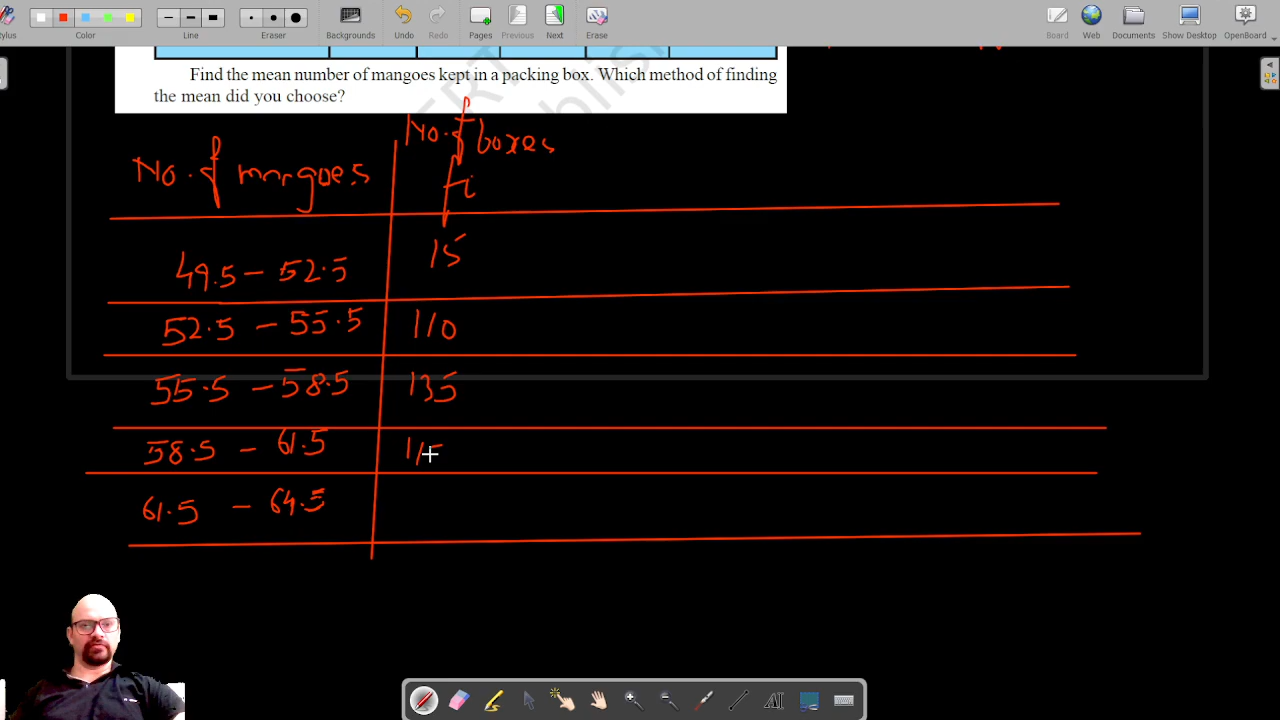 Stylus Color Line Eraser Backgrounds Undo Redo Pages Previous Next Erase Board Web Documents Show Desktop OpenBoard
Find the mean number of mangoes kept in a packing box. Which method of finding
the mean did you choose?
No. of mangoes No. of boxes
fi
49.5 - 52.5 15
52.5 - 55.5 110
55.5 - 58.5 135
58.5 - 61.5 115
61.5 - 64.5